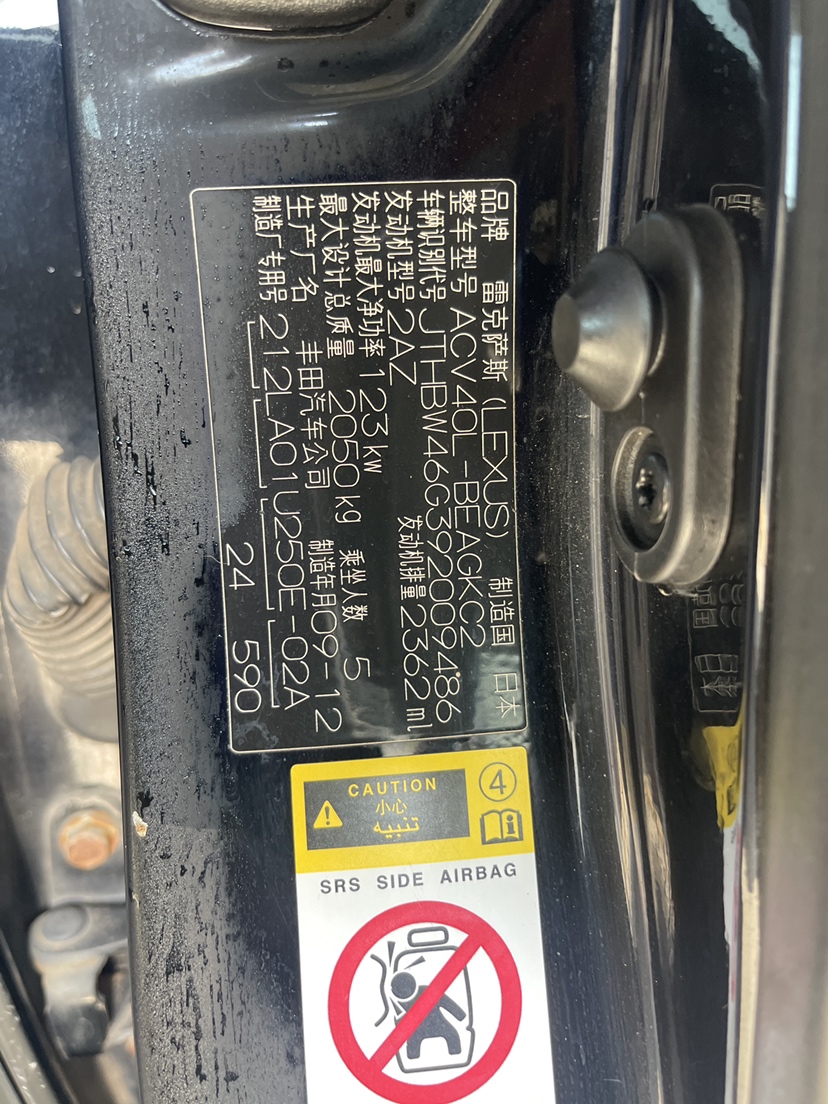 品牌 雷克萨斯 (LEXUS) 制造国 日本
整车型号 ACV40L-BEAGKC2
车辆识别代号 JTHBW46G392009486
发动机型号 2AZ 发动机排量 2362 ml
发动机最大净功率 123 kw
最大设计总质量 2050 kg 乘坐人数 5
生产厂名 丰田汽车公司 制造年月 09-12
制造厂专用号 212LA01U250E-02A
24 590
CAUTION
小心
تنبيه
4
SRS SIDE AIRBAG